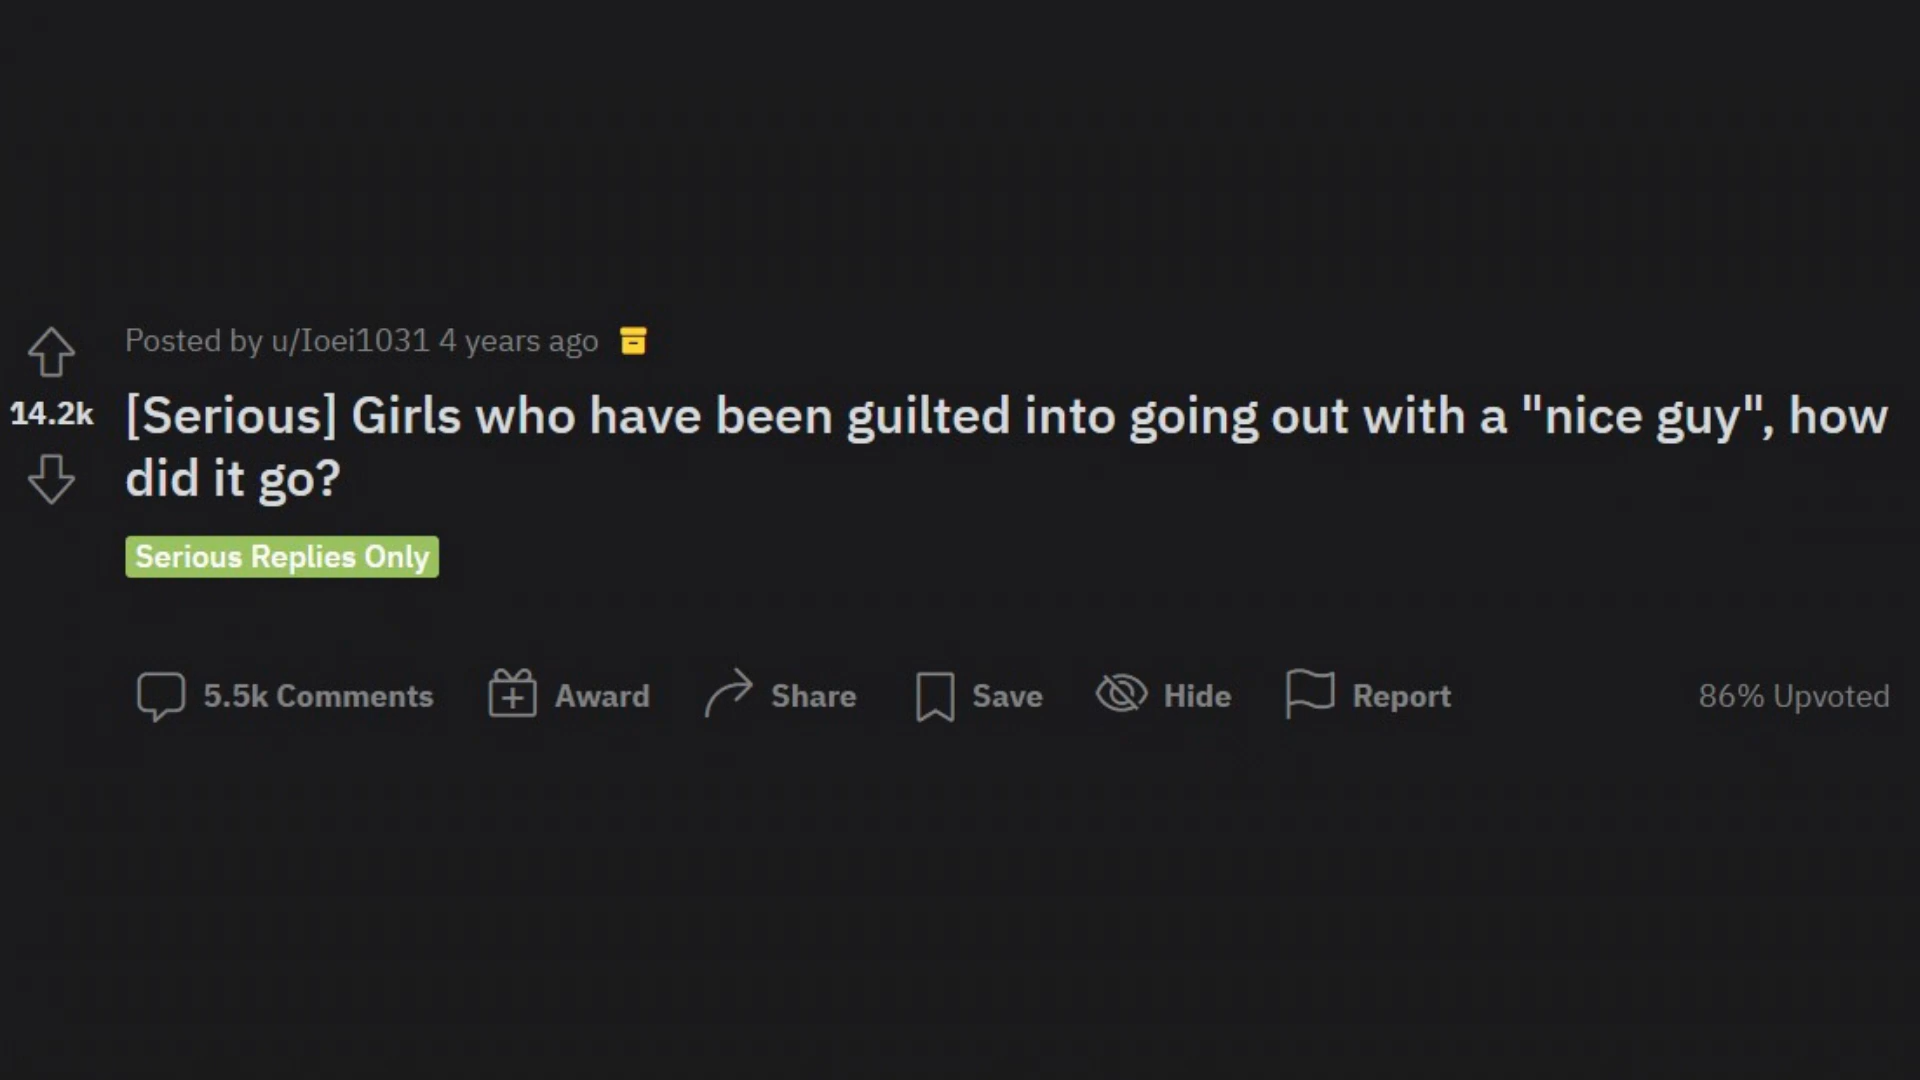 Posted by u/Ioei1031 4 years ago
14.2k
[Serious] Girls who have been guilted into going out with a "nice guy", how
did it go?
Serious Replies Only
5.5k Comments Award Share Save Hide Report 86% Upvoted